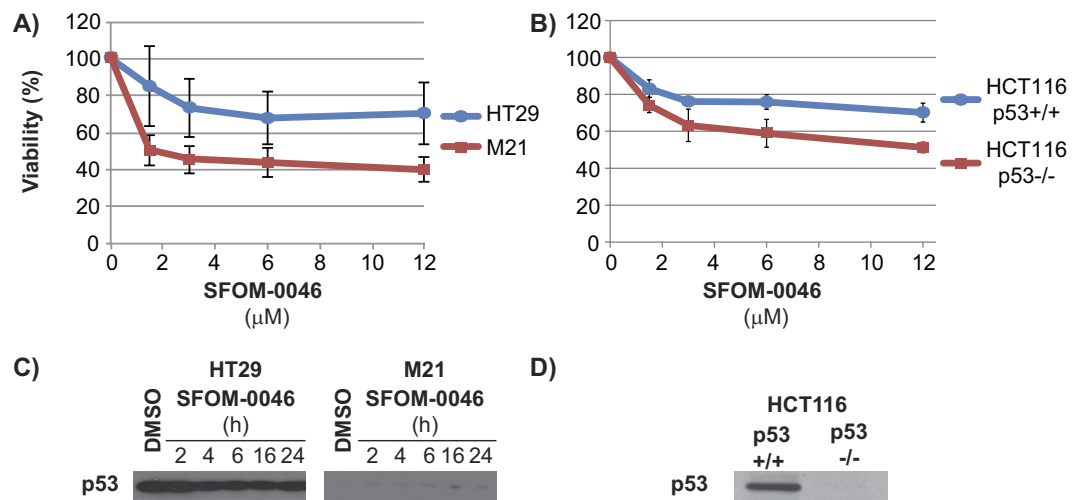 A)
120
100
80
60
40
20
0
Viability (%)
0 2 4 6 8 10 12
SFOM-0046
(μM)
HT29
M21
B)
120
100
80
60
40
20
0
0 2 4 6 8 10 12
SFOM-0046
(μM)
HCT116
p53+/+
HCT116
p53-/-
C)
DMSO
HT29
SFOM-0046
(h)
2 4 6 16 24
DMSO
M21
SFOM-0046
(h)
2 4 6 16 24
p53
D)
HCT116
p53 p53
+/+ -/-
p53